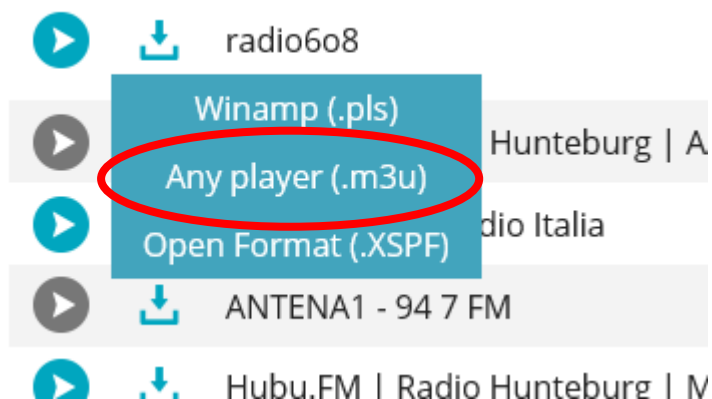 radio6o8
Winamp (.pls)
Hunteburg |
Any player (.m3u)
dio Italia
Open Format (.XSPF)
ANTENA1 - 94 7 FM
Hubu.FM | Radio Hunteburg |